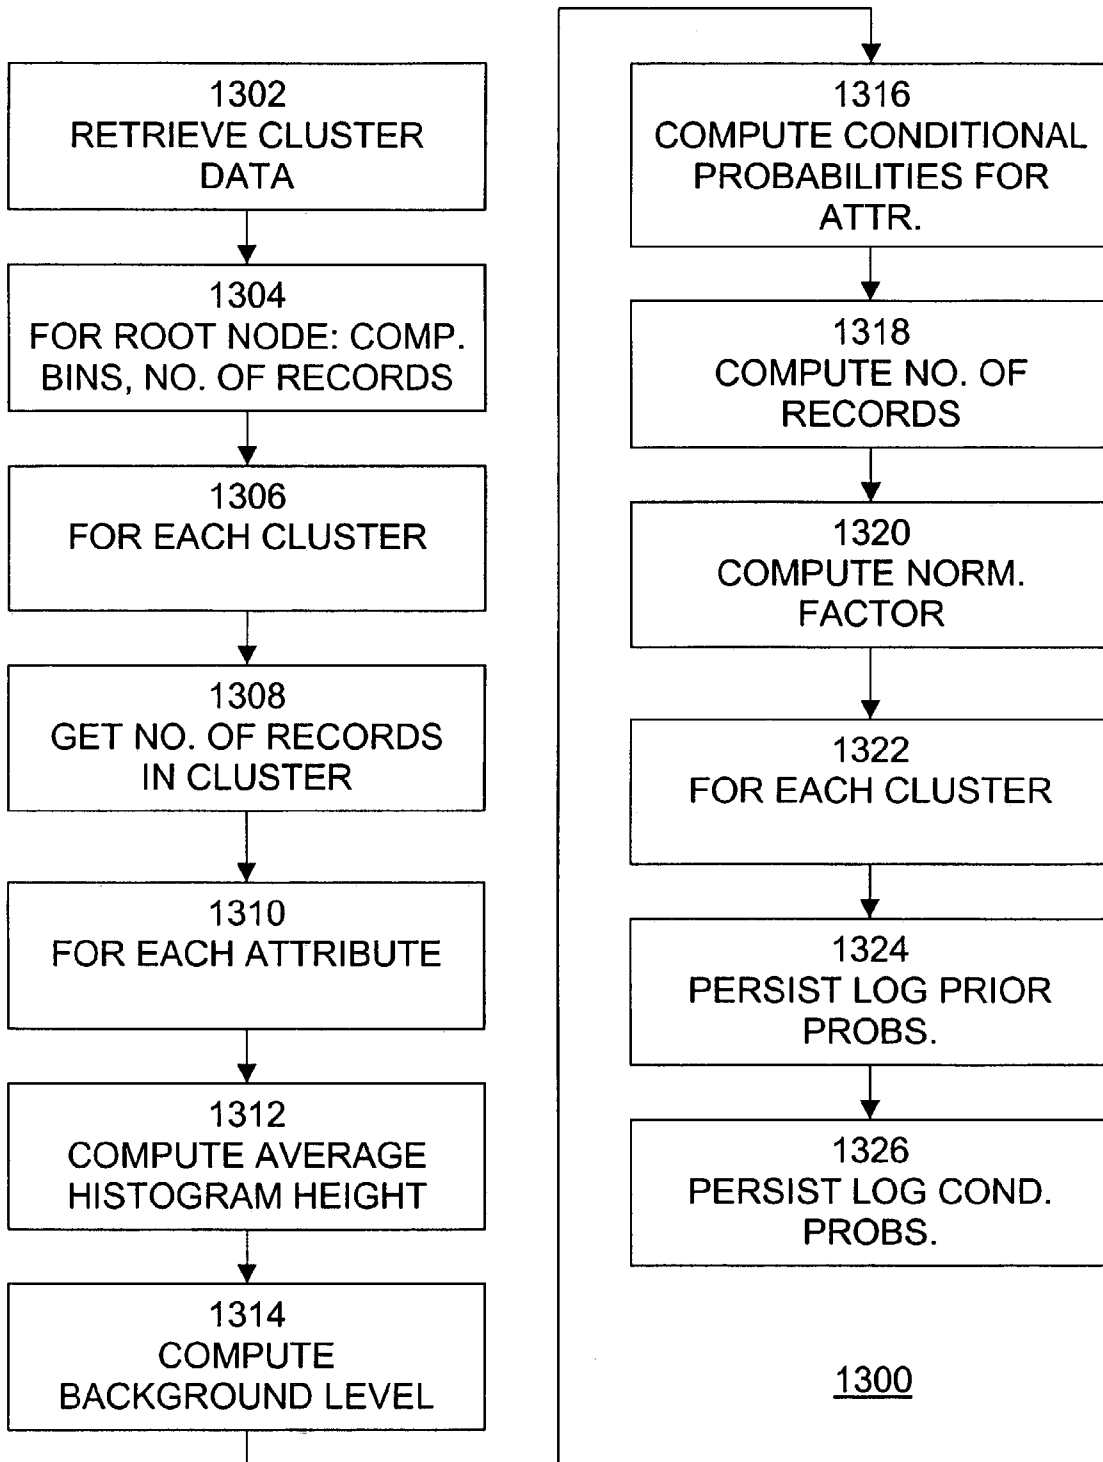 1302
RETRIEVE CLUSTER
DATA
1304
FOR ROOT NODE: COMP.
BINS, NO. OF RECORDS
1306
FOR EACH CLUSTER
1308
GET NO. OF RECORDS
IN CLUSTER
1310
FOR EACH ATTRIBUTE
1312
COMPUTE AVERAGE
HISTOGRAM HEIGHT
1314
COMPUTE
BACKGROUND LEVEL
1316
COMPUTE CONDITIONAL
PROBABILITIES FOR
ATTR.
1318
COMPUTE NO. OF
RECORDS
1320
COMPUTE NORM.
FACTOR
1322
FOR EACH CLUSTER
1324
PERSIST LOG PRIOR
PROBS.
1326
PERSIST LOG COND.
PROBS.
1300